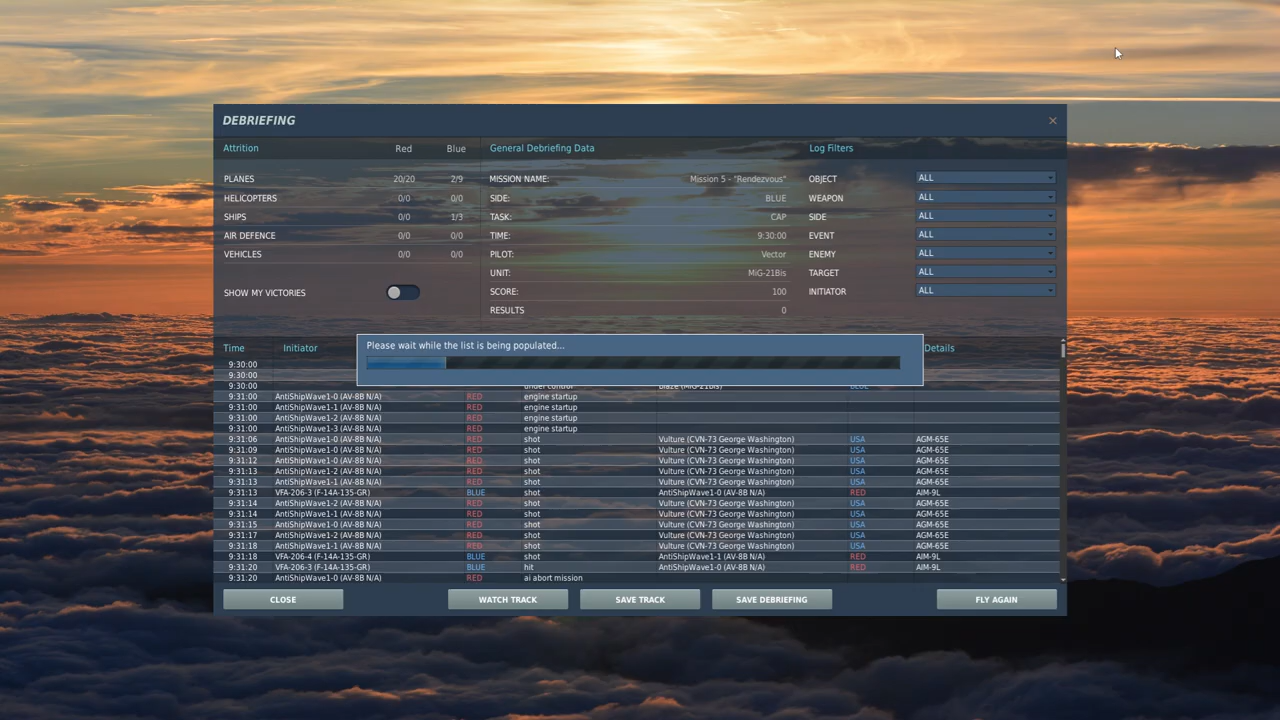 DEBRIEFING
Attrition Red Blue General Debriefing Data Log Filters
PLANES 20/20 2/9 MISSION NAME: Mission 5 - "Rendezvous" OBJECT ALL
HELICOPTERS 0/0 0/0 SIDE: BLUE WEAPON ALL
SHIPS 0/0 1/3 TASK: CAP SIDE ALL
AIR DEFENCE 0/0 0/0 TIME: 9:30:00 EVENT ALL
VEHICLES 0/0 0/0 PILOT: Vector ENEMY ALL
UNIT: MiG-21Bis TARGET ALL
SHOW MY VICTORIES SCORE: 100 INITIATOR ALL
RESULTS 0
Please wait while the list is being populated...
Time Initiator Details
9:30:00
9:30:00
9:30:00 under control Blaze (MiG-21Bis) BLUE
9:31:00 AntiShipWave1-0 (AV-8B N/A) RED engine startup
9:31:00 AntiShipWave1-1 (AV-8B N/A) RED engine startup
9:31:00 AntiShipWave1-2 (AV-8B N/A) RED engine startup
9:31:00 AntiShipWave1-3 (AV-8B N/A) RED engine startup
9:31:06 AntiShipWave1-0 (AV-8B N/A) RED shot Vulture (CVN-73 George Washington) USA AGM-65E
9:31:09 AntiShipWave1-0 (AV-8B N/A) RED shot Vulture (CVN-73 George Washington) USA AGM-65E
9:31:12 AntiShipWave1-0 (AV-8B N/A) RED shot Vulture (CVN-73 George Washington) USA AGM-65E
9:31:13 AntiShipWave1-2 (AV-8B N/A) RED shot Vulture (CVN-73 George Washington) USA AGM-65E
9:31:13 AntiShipWave1-1 (AV-8B N/A) RED shot Vulture (CVN-73 George Washington) USA AGM-65E
9:31:13 VFA-206-3 (F-14A-135-GR) BLUE shot AntiShipWave1-0 (AV-8B N/A) RED AIM-9L
9:31:14 AntiShipWave1-2 (AV-8B N/A) RED shot Vulture (CVN-73 George Washington) USA AGM-65E
9:31:14 AntiShipWave1-1 (AV-8B N/A) RED shot Vulture (CVN-73 George Washington) USA AGM-65E
9:31:15 AntiShipWave1-0 (AV-8B N/A) RED shot Vulture (CVN-73 George Washington) USA AGM-65E
9:31:17 AntiShipWave1-2 (AV-8B N/A) RED shot Vulture (CVN-73 George Washington) USA AGM-65E
9:31:18 AntiShipWave1-1 (AV-8B N/A) RED shot Vulture (CVN-73 George Washington) USA AGM-65E
9:31:18 VFA-206-4 (F-14A-135-GR) BLUE shot AntiShipWave1-1 (AV-8B N/A) RED AIM-9L
9:31:20 VFA-206-3 (F-14A-135-GR) BLUE hit AntiShipWave1-0 (AV-8B N/A) RED AIM-9L
9:31:20 AntiShipWave1-0 (AV-8B N/A) RED ai abort mission
CLOSE WATCH TRACK SAVE TRACK SAVE DEBRIEFING FLY AGAIN